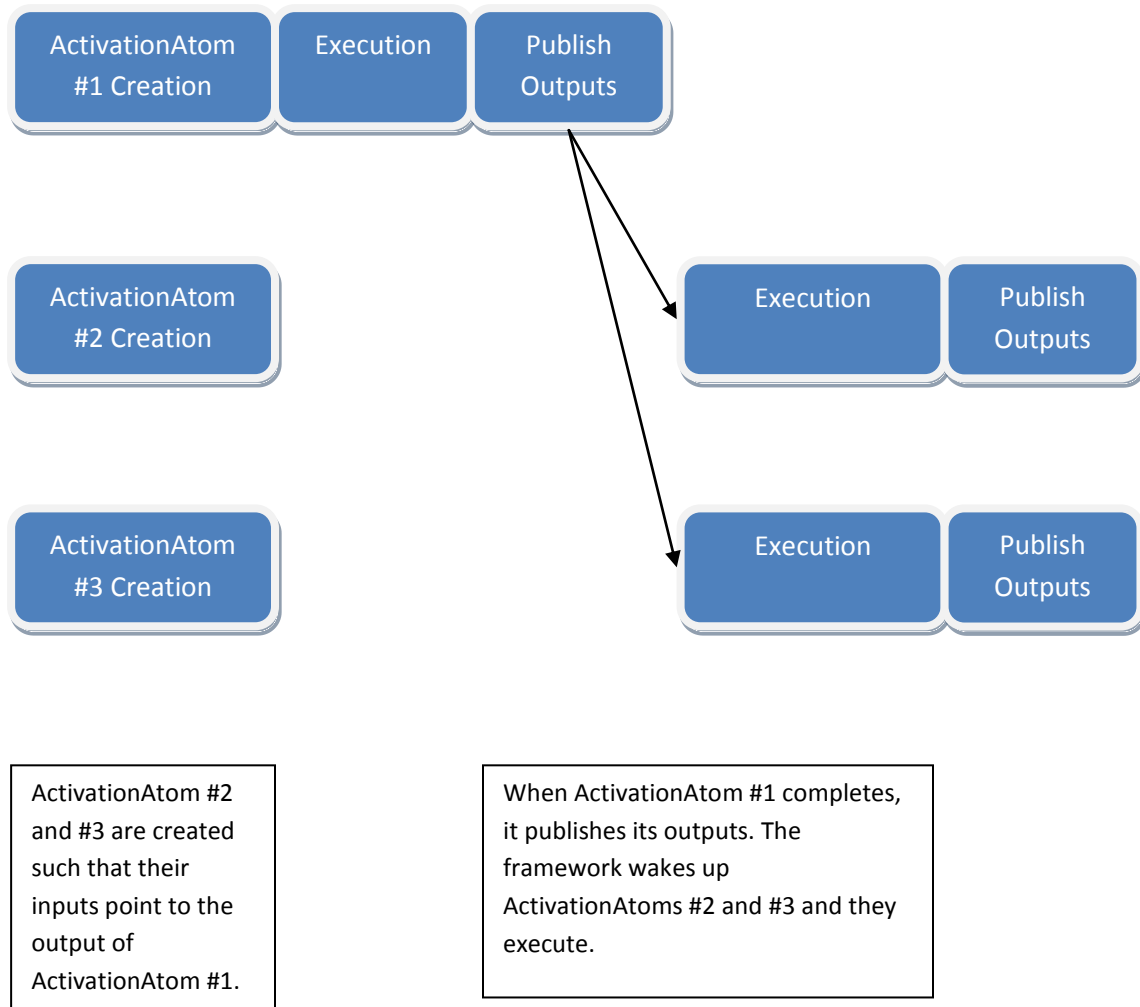 ActivationAtom
#1 Creation
Execution
Publish
Outputs
ActivationAtom
#2 Creation
Execution
Publish
Outputs
ActivationAtom
#3 Creation
Execution
Publish
Outputs
ActivationAtom #2
and #3 are created
such that their
inputs point to the
output of
ActivationAtom #1.
When ActivationAtom #1 completes,
it publishes its outputs. The
framework wakes up
ActivationAtoms #2 and #3 and they
execute.